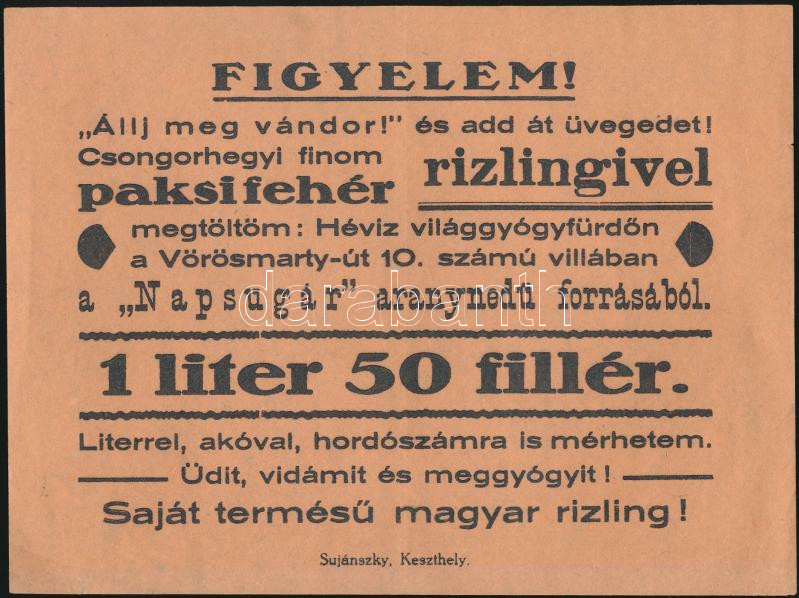 FIGYELEM!
„Állj meg vándor!" és add át üvegedet!
Csongorhegyi finom
paksifehér rizlingivel
megtöltöm: Héviz világgyógyfürdőn
a Vörösmarty-út 10. számú villában
a „Napsugár" aranynedü forrásából.
darabanth
1 liter 50 fillér.
Literrel, akóval, hordószámra is mérhetem.
Üdit, vidámit és meggyógyit!
Saját termésű magyar rizling!
Sujánszky, Keszthely.